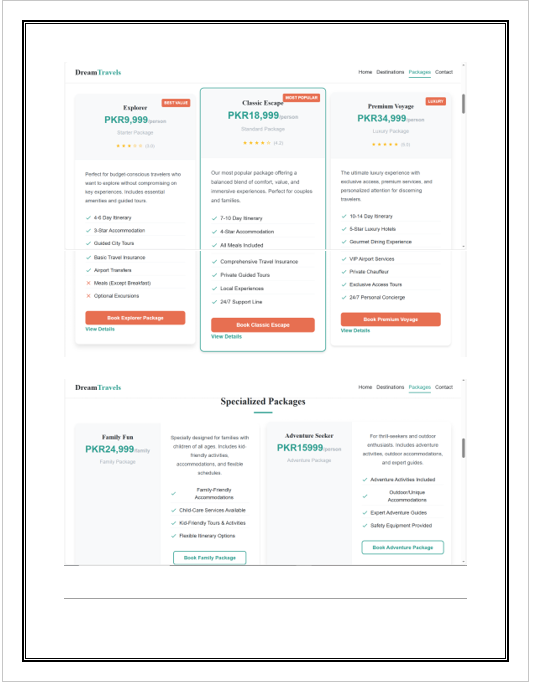 DreamTravels
Home Destinations Packages Contact
BEST VALUE
Explorer
PKR9,999/person
Starter Package
Perfect for budget-conscious travelers who
want to explore without compromising on
key experiences. Includes essential
amenities and guided tours.
4-6 Day Itinerary
3-Star Accommodation
Guided City Tours
Basic Travel Insurance
Airport Transfers
Meals (Except Breakfast)
Optional Excursions
Book Explorer Package
View Details
MOST POPULAR
Classic Escape
PKR18,999/person
Standard Package
(4.2)
Our most popular package offering a
balanced blend of comfort, value, and
immersive experiences. Perfect for couples
and families.
7-10 Day Itinerary
4-Star Accommodation
All Meals Included
Comprehensive Travel Insurance
Private Guided Tours
Local Experiences
24/7 Support Line
Book Classic Escape
View Details
LUXURY
Premium Voyage
PKR34,999/person
Luxury Package
The ultimate luxury experience with
exclusive access, premium services, and
personalized attention for discerning
travelers.
10-14 Day Itinerary
5-Star Luxury Hotels
Gourmet Dining Experience
VIP Airport Services
Private Chauffeur
Exclusive Access Tours
24/7 Personal Concierge
Book Premium Voyage
View Details
DreamTravels
Home Destinations Packages Contact
Specialized Packages
Family Fun
PKR24,999/family
Family Package
Specially designed for families with
children of all ages. Includes kid-
friendly activities,
accommodations, and flexible
schedules.
Family-Friendly
Accommodations
Child-Care Services Available
Kid-Friendly Tours & Activities
Flexible Itinerary Options
Book Family Package
Adventure Seeker
PKR15999/person
Adventure Package
For thrill-seekers and outdoor
enthusiasts. Includes adventure
activities, outdoor accommodations,
and expert guides.
Adventure Activities Included
Outdoor/Unique
Accommodations
Expert Adventure Guides
Safety Equipment Provided
Book Adventure Package